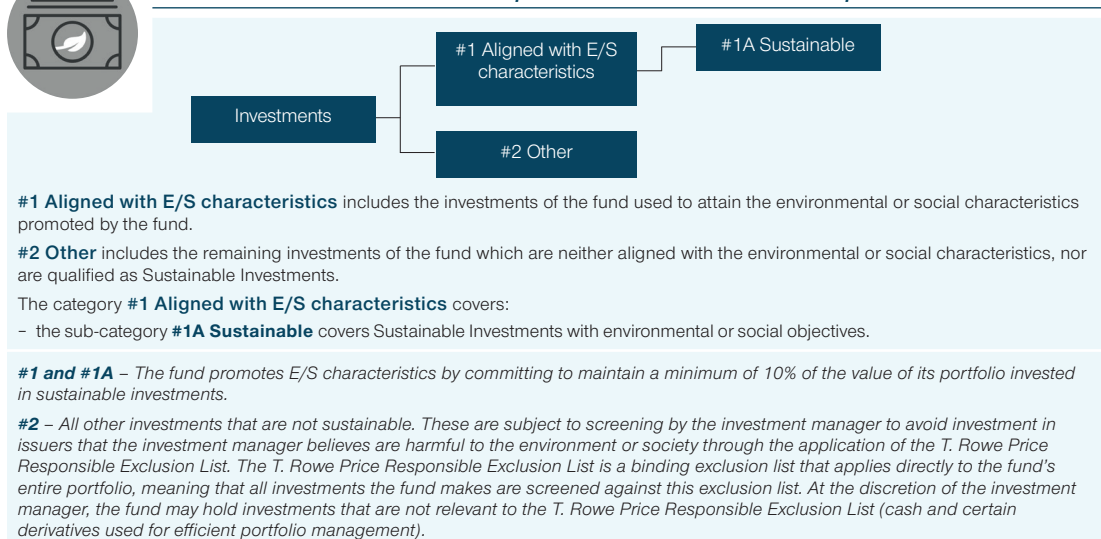 #1 Aligned with E/S
characteristics
#1A Sustainable
Investments
#2 Other
#1 Aligned with E/S characteristics includes the investments of the fund used to attain the environmental or social characteristics
promoted by the fund.
#2 Other includes the remaining investments of the fund which are neither aligned with the environmental or social characteristics, nor
are qualified as Sustainable Investments.
The category #1 Aligned with E/S characteristics covers:
– the sub-category #1A Sustainable covers Sustainable Investments with environmental or social objectives.
#1 and #1A – The fund promotes E/S characteristics by committing to maintain a minimum of 10% of the value of its portfolio invested
in sustainable investments.
#2 – All other investments that are not sustainable. These are subject to screening by the investment manager to avoid investment in
issuers that the investment manager believes are harmful to the environment or society through the application of the T. Rowe Price
Responsible Exclusion List. The T. Rowe Price Responsible Exclusion List is a binding exclusion list that applies directly to the fund's
entire portfolio, meaning that all investments the fund makes are screened against this exclusion list. At the discretion of the investment
manager, the fund may hold investments that are not relevant to the T. Rowe Price Responsible Exclusion List (cash and certain
derivatives used for efficient portfolio management).